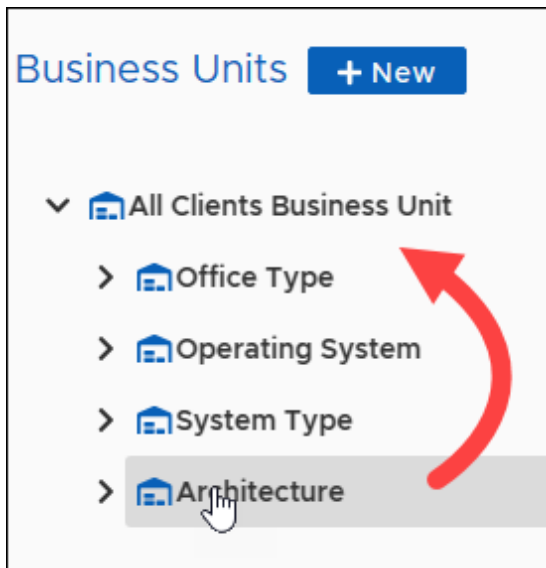 Business Units + New
All Clients Business Unit
Office Type
Operating System
System Type
Architecture